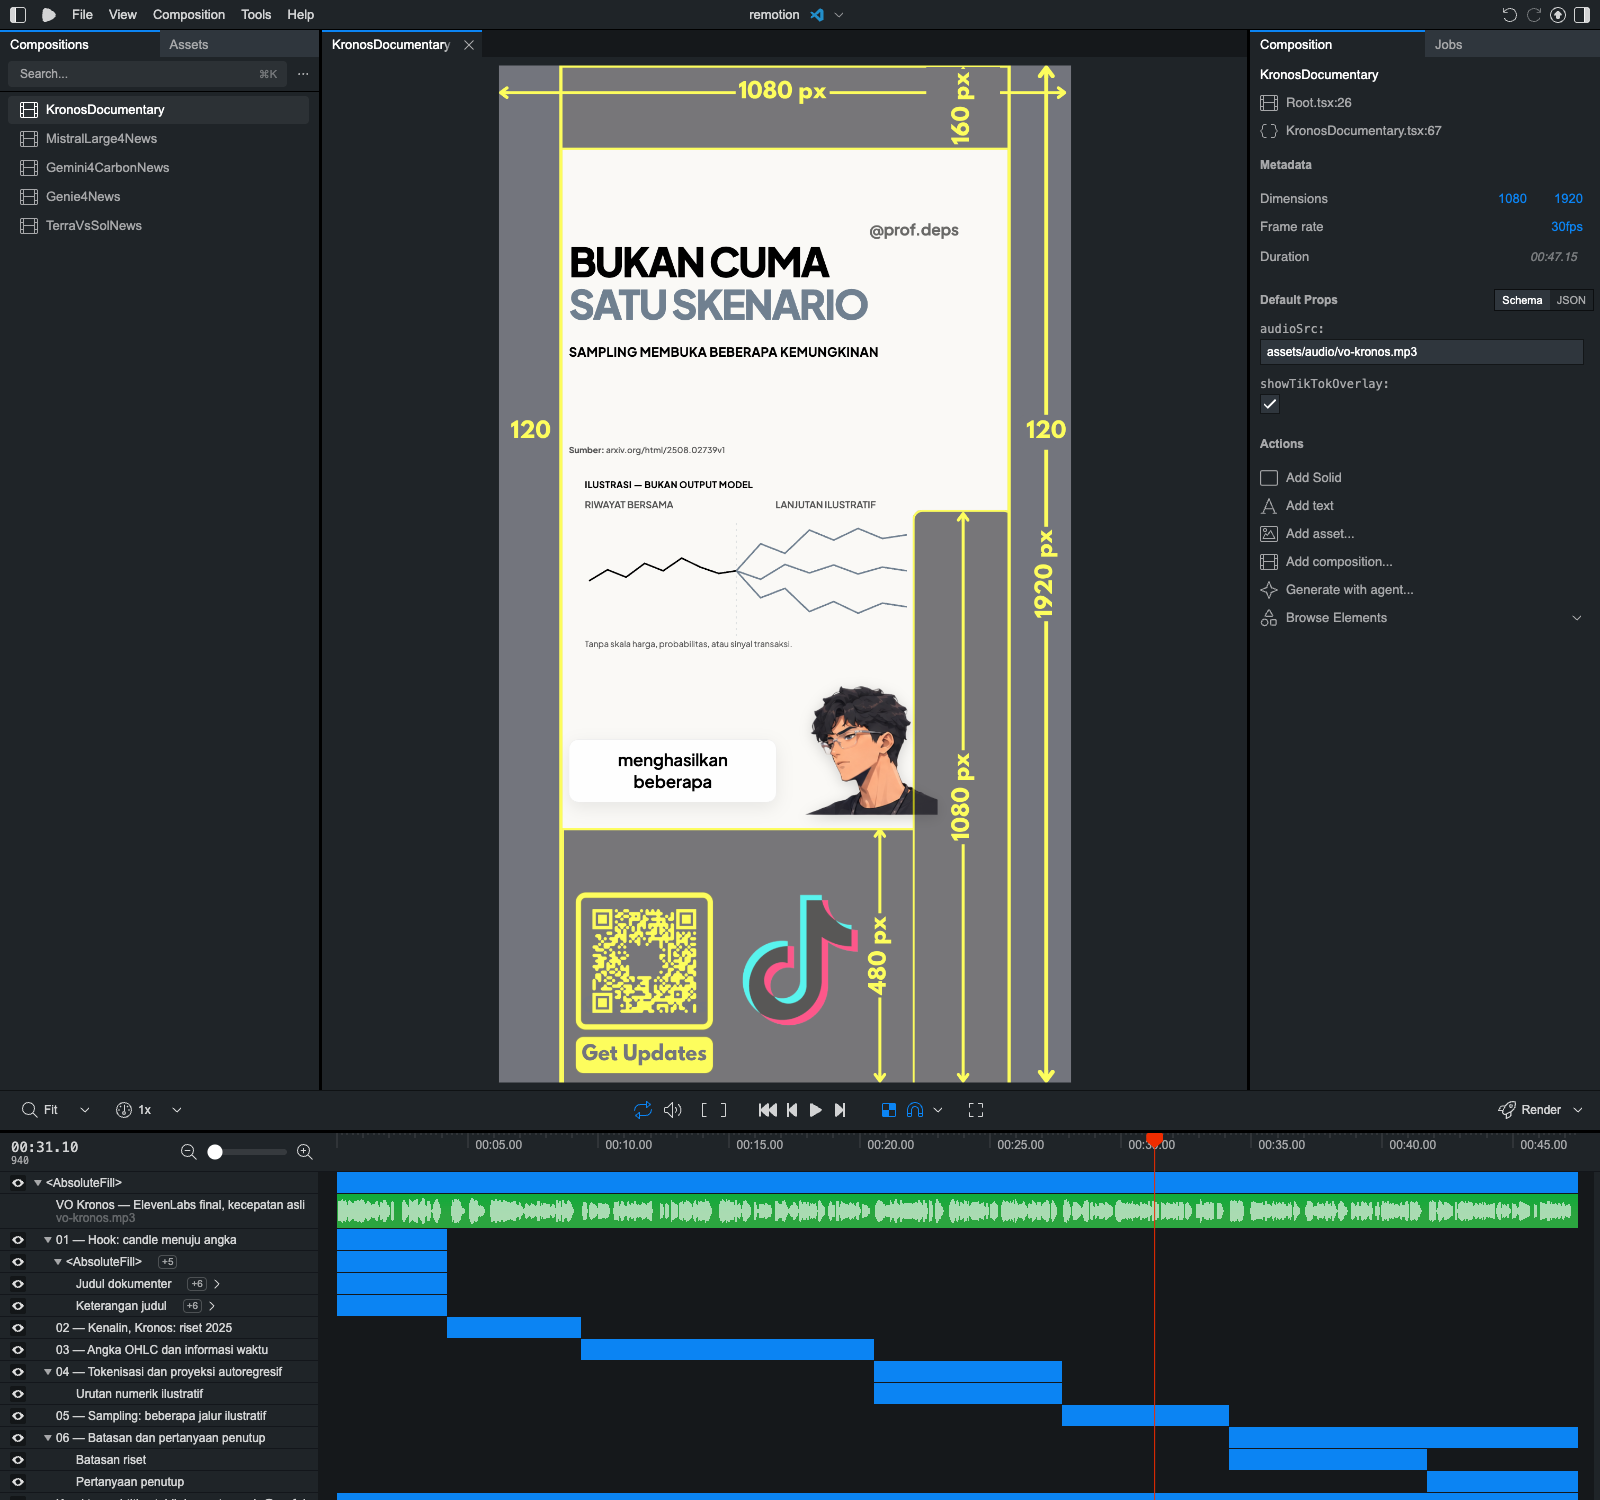 File View Composition Tools Help
remotion
Compositions
Assets
Search...
⌘K
KronosDocumentary
MistralLarge4News
Gemini4CarbonNews
Genie4News
TerraVsSolNews
KronosDocumentary
1080 px
160 px
@prof.deps
BUKAN CUMA
SATU SKENARIO
SAMPLING MEMBUKA BEBERAPA KEMUNGKINAN
120
120
Sumber: arxiv.org/html/2508.02739v1
ILUSTRASI — BUKAN OUTPUT MODEL
RIWAYAT BERSAMA
LANJUTAN ILUSTRATIF
1920 px
Tanpa skala harga, probabilitas, atau sinyal transaksi.
menghasilkan
beberapa
1080 px
480 px
Get Updates
Composition
Jobs
KronosDocumentary
Root.tsx:26
KronosDocumentary.tsx:67
Metadata
Dimensions 1080 1920
Frame rate 30fps
Duration 00:47.15
Default Props
Schema JSON
audioSrc:
assets/audio/vo-kronos.mp3
showTikTokOverlay:
Actions
Add Solid
Add text
Add asset...
Add composition...
Generate with agent...
Browse Elements
Fit
1x
Render
00:31.10
940
00:05.00 00:10.00 00:15.00 00:20.00 00:25.00 00:35.00 00:40.00 00:45.00
<AbsoluteFill>
VO Kronos — ElevenLabs final, kecepatan asli
vo-kronos.mp3
01 — Hook: candle menuju angka
<AbsoluteFill> +5
Judul dokumenter +6
Keterangan judul +6
02 — Kenalin, Kronos: riset 2025
03 — Angka OHLC dan informasi waktu
04 — Tokenisasi dan proyeksi autoregresif
Urutan numerik ilustratif
05 — Sampling: beberapa jalur ilustratif
06 — Batasan dan pertanyaan penutup
Batasan riset
Pertanyaan penutup